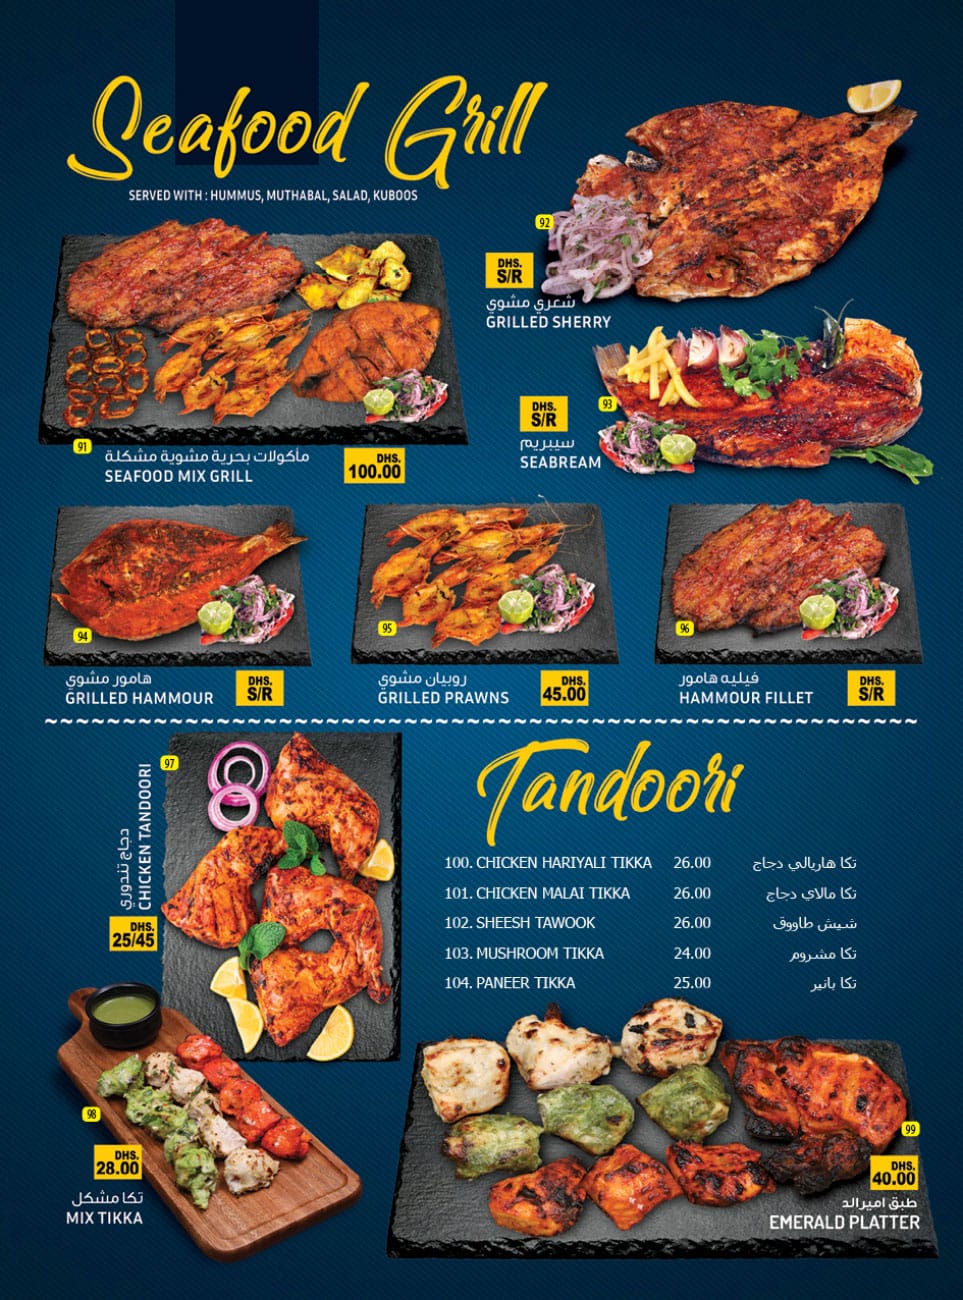 Seafood Grill
SERVED WITH : HUMMUS, MUTHABAL, SALAD, KUBOOS
92
DHS.
S/R
شعري مشوي
GRILLED SHERRY
91
مأكولات بحرية مشوية مشكلة
SEAFOOD MIX GRILL
DHS.
100.00
93
DHS.
S/R
سيبريم
SEABREAM
94
هامور مشوي
GRILLED HAMMOUR
DHS.
S/R
95
روبيان مشوي
GRILLED PRAWNS
DHS.
45.00
96
فيليه هامور
HAMMOUR FILLET
DHS.
S/R
97
دجاج تندوري
CHICKEN TANDOORI
DHS.
25/45
Tandoori
100. CHICKEN HARIYALI TIKKA 26.00 تكا هاريالي دجاج
101. CHICKEN MALAI TIKKA 26.00 تكا مالاي دجاج
102. SHEESH TAWOOK 26.00 شيش طاووق
103. MUSHROOM TIKKA 24.00 تكا مشروم
104. PANEER TIKKA 25.00 تكا بانير
98
DHS.
28.00
تكا مشكل
MIX TIKKA
99
DHS.
40.00
طبق اميرالد
EMERALD PLATTER